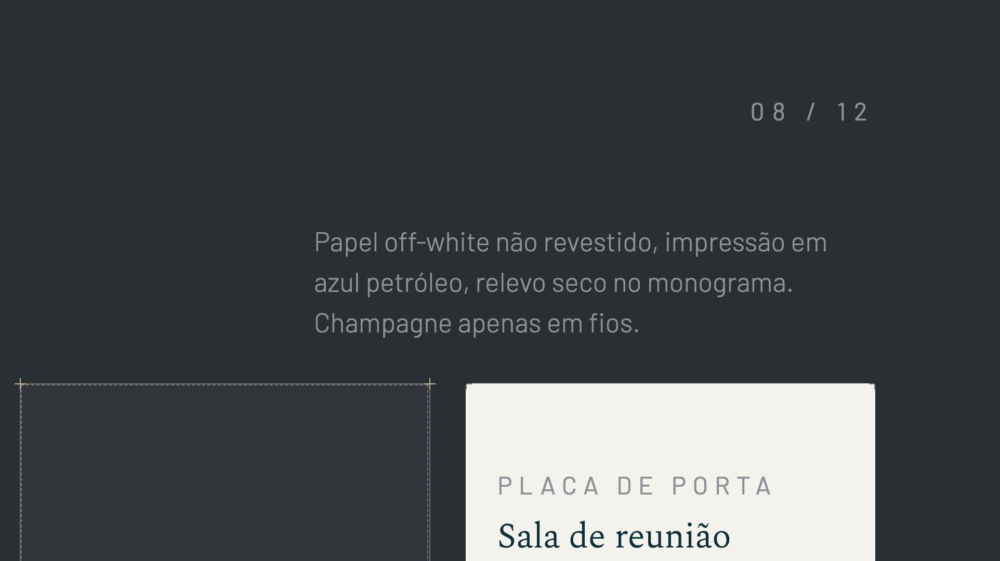 08 / 12
Papel off-white não revestido, impressão em
azul petróleo, relevo seco no monograma.
Champagne apenas em fios.
PLACA DE PORTA
Sala de reunião